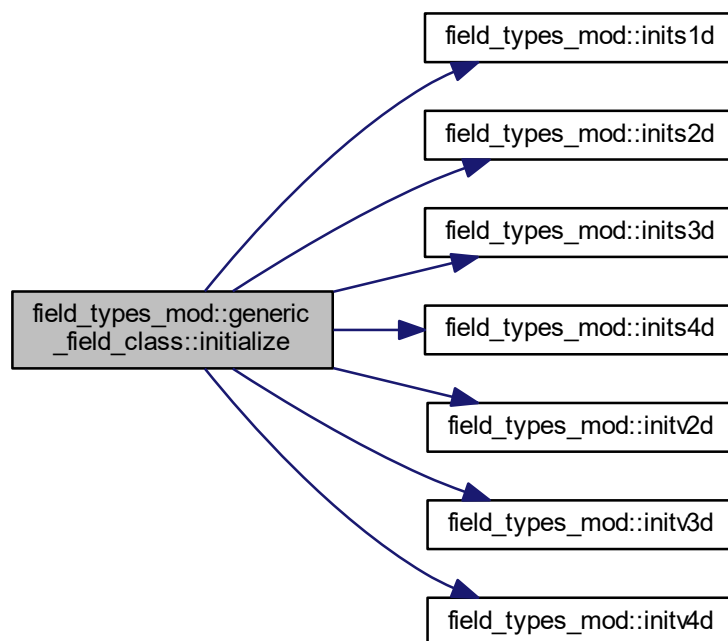 field_types_mod::inits1d
field_types_mod::inits2d
field_types_mod::inits3d
field_types_mod::generic
_field_class::initialize
field_types_mod::inits4d
field_types_mod::initv2d
field_types_mod::initv3d
field_types_mod::initv4d